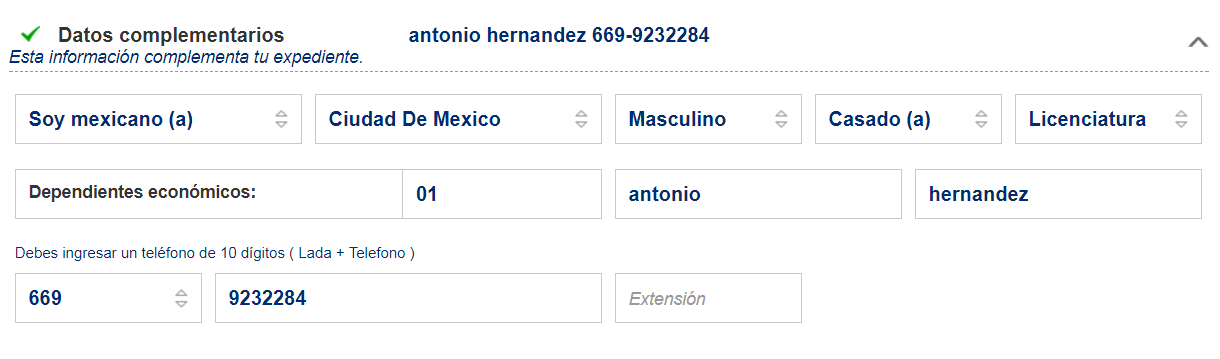 Datos complementarios antonio hernandez 669-9232284
Esta información complementa tu expediente.
Soy mexicano (a) Ciudad De Mexico Masculino Casado (a) Licenciatura
Dependientes económicos: 01 antonio hernandez
Debes ingresar un teléfono de 10 dígitos ( Lada + Telefono )
669 9232284 Extensión